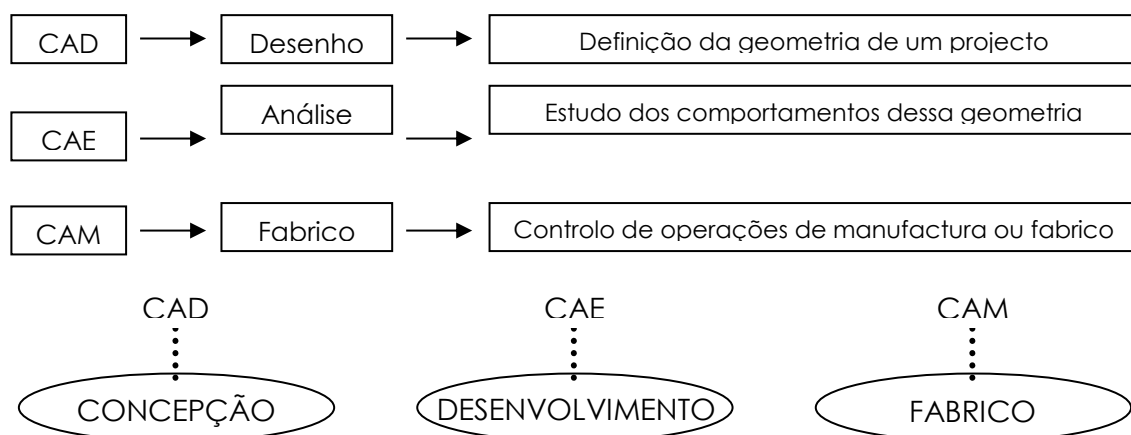 CAD Desenho Definição da geometria de um projecto
CAE Análise Estudo dos comportamentos dessa geometria
CAM Fabrico Controlo de operações de manufactura ou fabrico
CAD CAE CAM
CONCEPÇÃO DESENVOLVIMENTO FABRICO